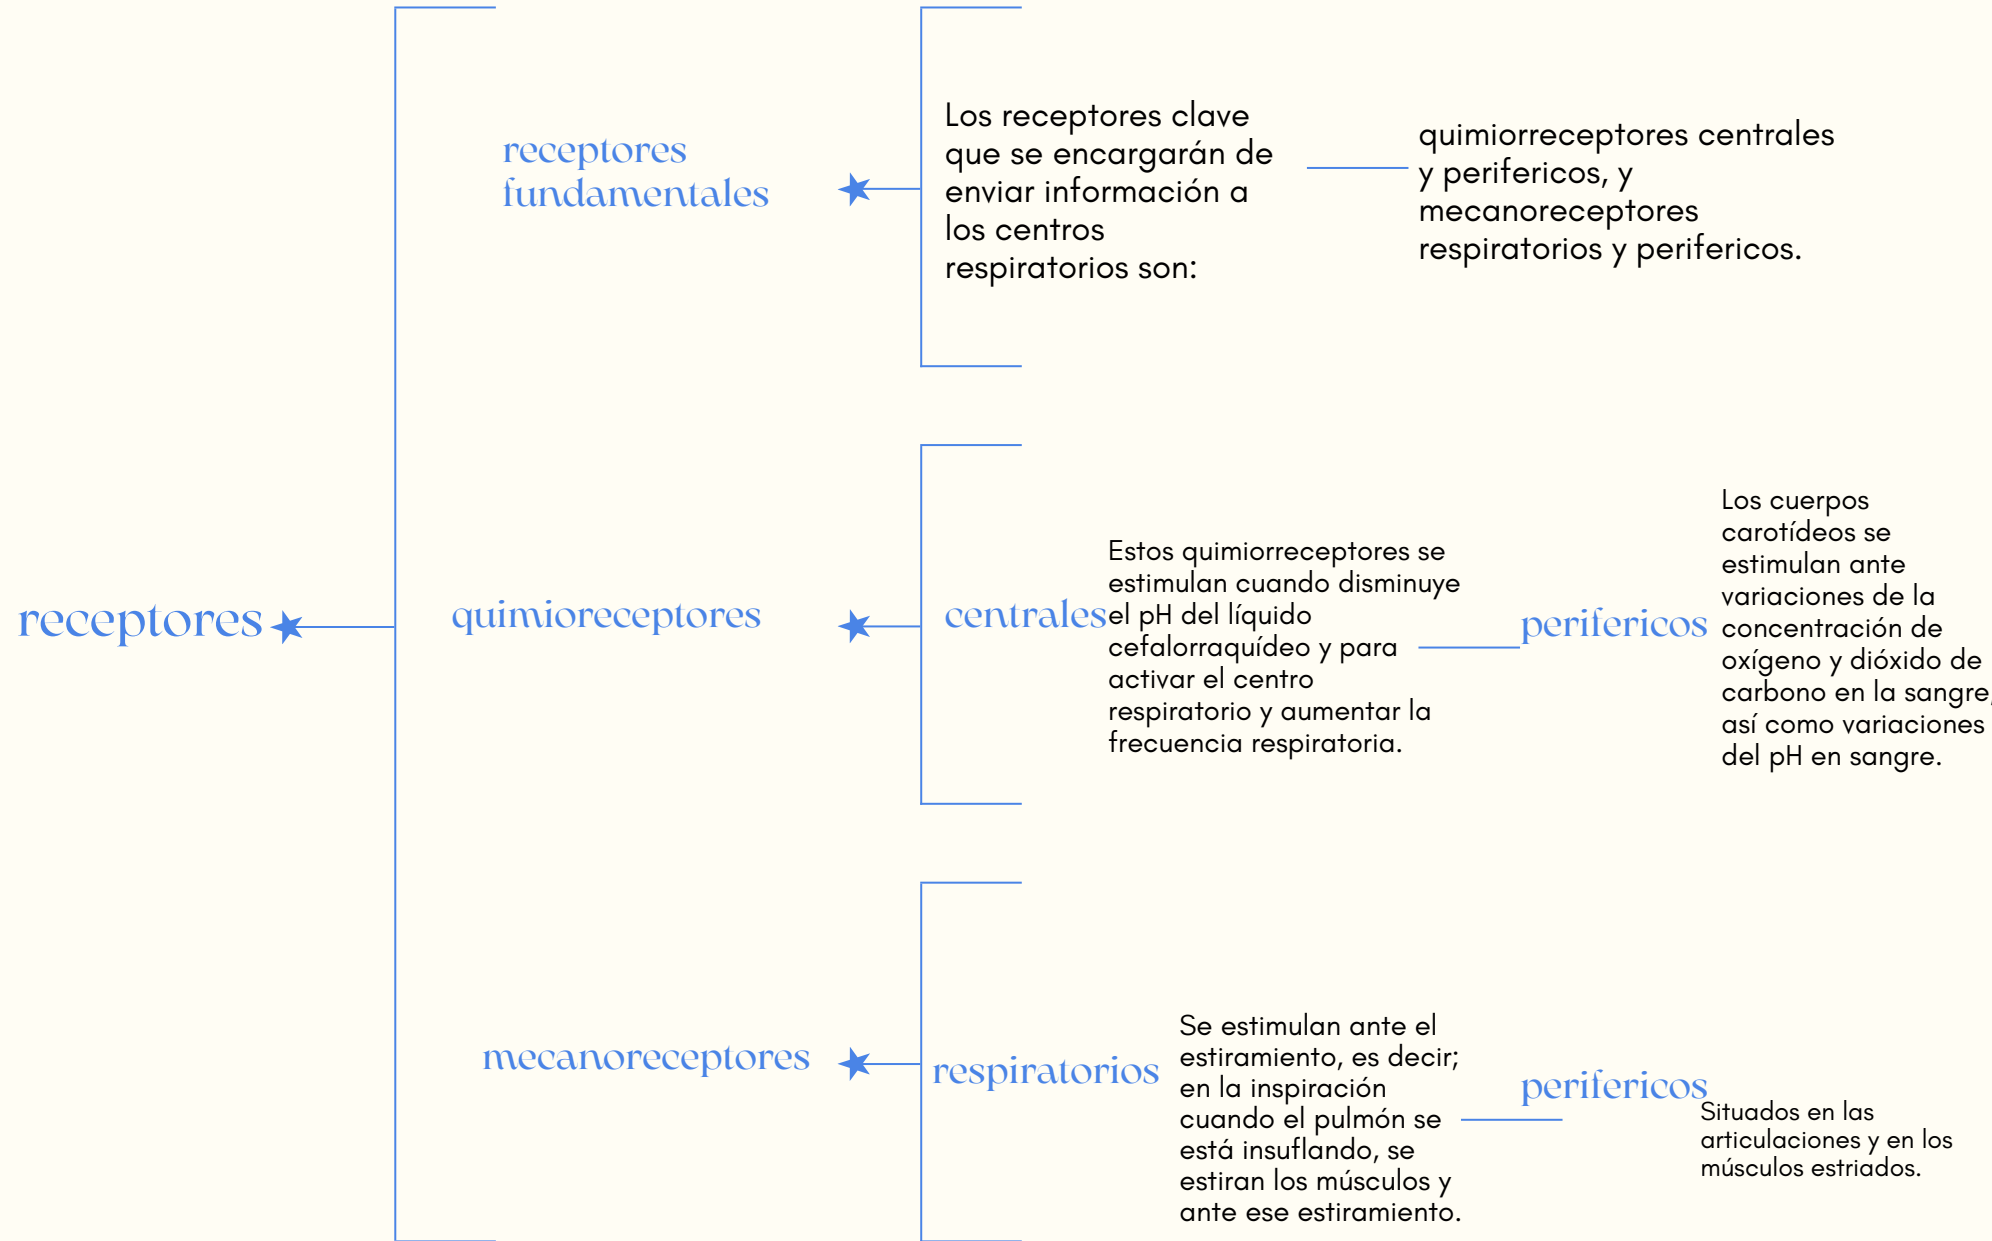 receptores
receptores
fundamentales
Los receptores clave
que se encargarán de
enviar información a
los centros
respiratorios son:
quimiorreceptores centrales
y perifericos, y
mecanoreceptores
respiratorios y perifericos.
quimioreceptores
centrales
Estos quimiorreceptores se
estimulan cuando disminuye
el pH del líquido
cefalorraquídeo y para
activar el centro
respiratorio y aumentar la
frecuencia respiratoria.
perifericos
Los cuerpos
carotídeos se
estimulan ante
variaciones de la
concentración de
oxígeno y dióxido de
carbono en la sangre,
así como variaciones
del pH en sangre.
mecanoreceptores
respiratorios
Se estimulan ante el
estiramiento, es decir;
en la inspiración
cuando el pulmón se
está insuflando, se
estiran los músculos y
ante ese estiramiento.
perifericos
Situados en las
articulaciones y en los
músculos estriados.